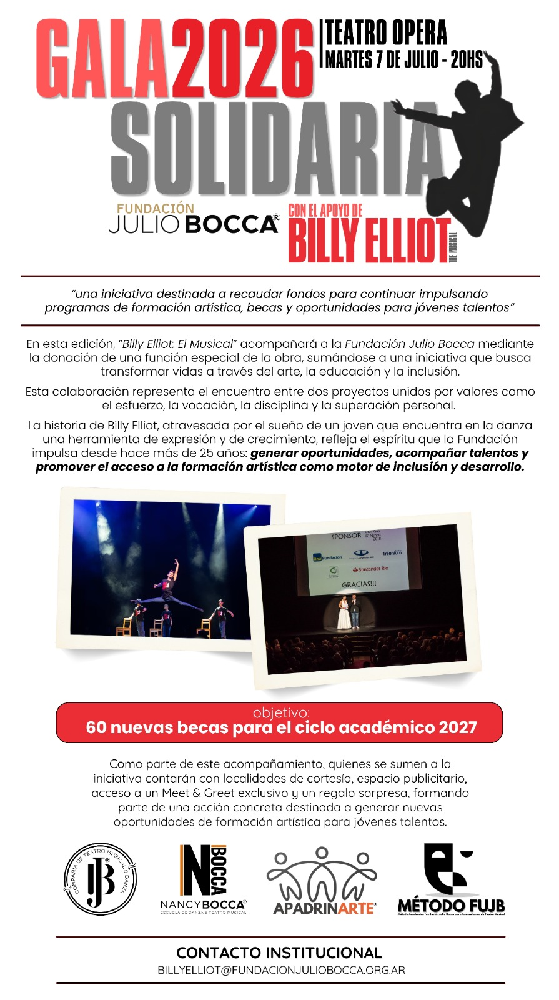 GALA2026
TEATRO OPERA
MARTES 7 DE JULIO - 20HS
SOLIDARIA
FUNDACIÓN
JULIO BOCCA®
CON EL APOYO DE
BILLY ELLIOT
THE MUSICAL
“una iniciativa destinada a recaudar fondos para continuar impulsando
programas de formación artística, becas y oportunidades para jóvenes talentos”
En esta edición, “Billy Elliot: El Musical” acompañará a la Fundación Julio Bocca mediante
la donación de una función especial de la obra, sumándose a una iniciativa que busca
transformar vidas a través del arte, la educación y la inclusión.
Esta colaboración representa el encuentro entre dos proyectos unidos por valores como
el esfuerzo, la vocación, la disciplina y la superación personal.
La historia de Billy Elliot, atravesada por el sueño de un joven que encuentra en la danza
una herramienta de expresión y de crecimiento, refleja el espíritu que la Fundación
impulsa desde hace más de 25 años: generar oportunidades, acompañar talentos y
promover el acceso a la formación artística como motor de inclusión y desarrollo.
SPONSOR
Gran Gala
Niños
2018
Itaú Fundación
Trifenium
Santander Río
GRACIAS!!!
objetivo:
60 nuevas becas para el ciclo académico 2027
Como parte de este acompañamiento, quienes se sumen a la
iniciativa contarán con localidades de cortesía, espacio publicitario,
acceso a un Meet & Greet exclusivo y un regalo sorpresa, formando
parte de una acción concreta destinada a generar nuevas
oportunidades de formación artística para jóvenes talentos.
COMPAÑIA DE TEATRO MUSICAL & DANZA
JB®
N BOCCA
NANCYBOCCA®
ESCUELA DE DANZA & TEATRO MUSICAL
APADRINARTE®
MÉTODO FUJB
Método Académico Fundación Julio Bocca para la enseñanza de Teatro Musical
CONTACTO INSTITUCIONAL
BILLYELLIOT@FUNDACIONJULIOBOCCA.ORG.AR